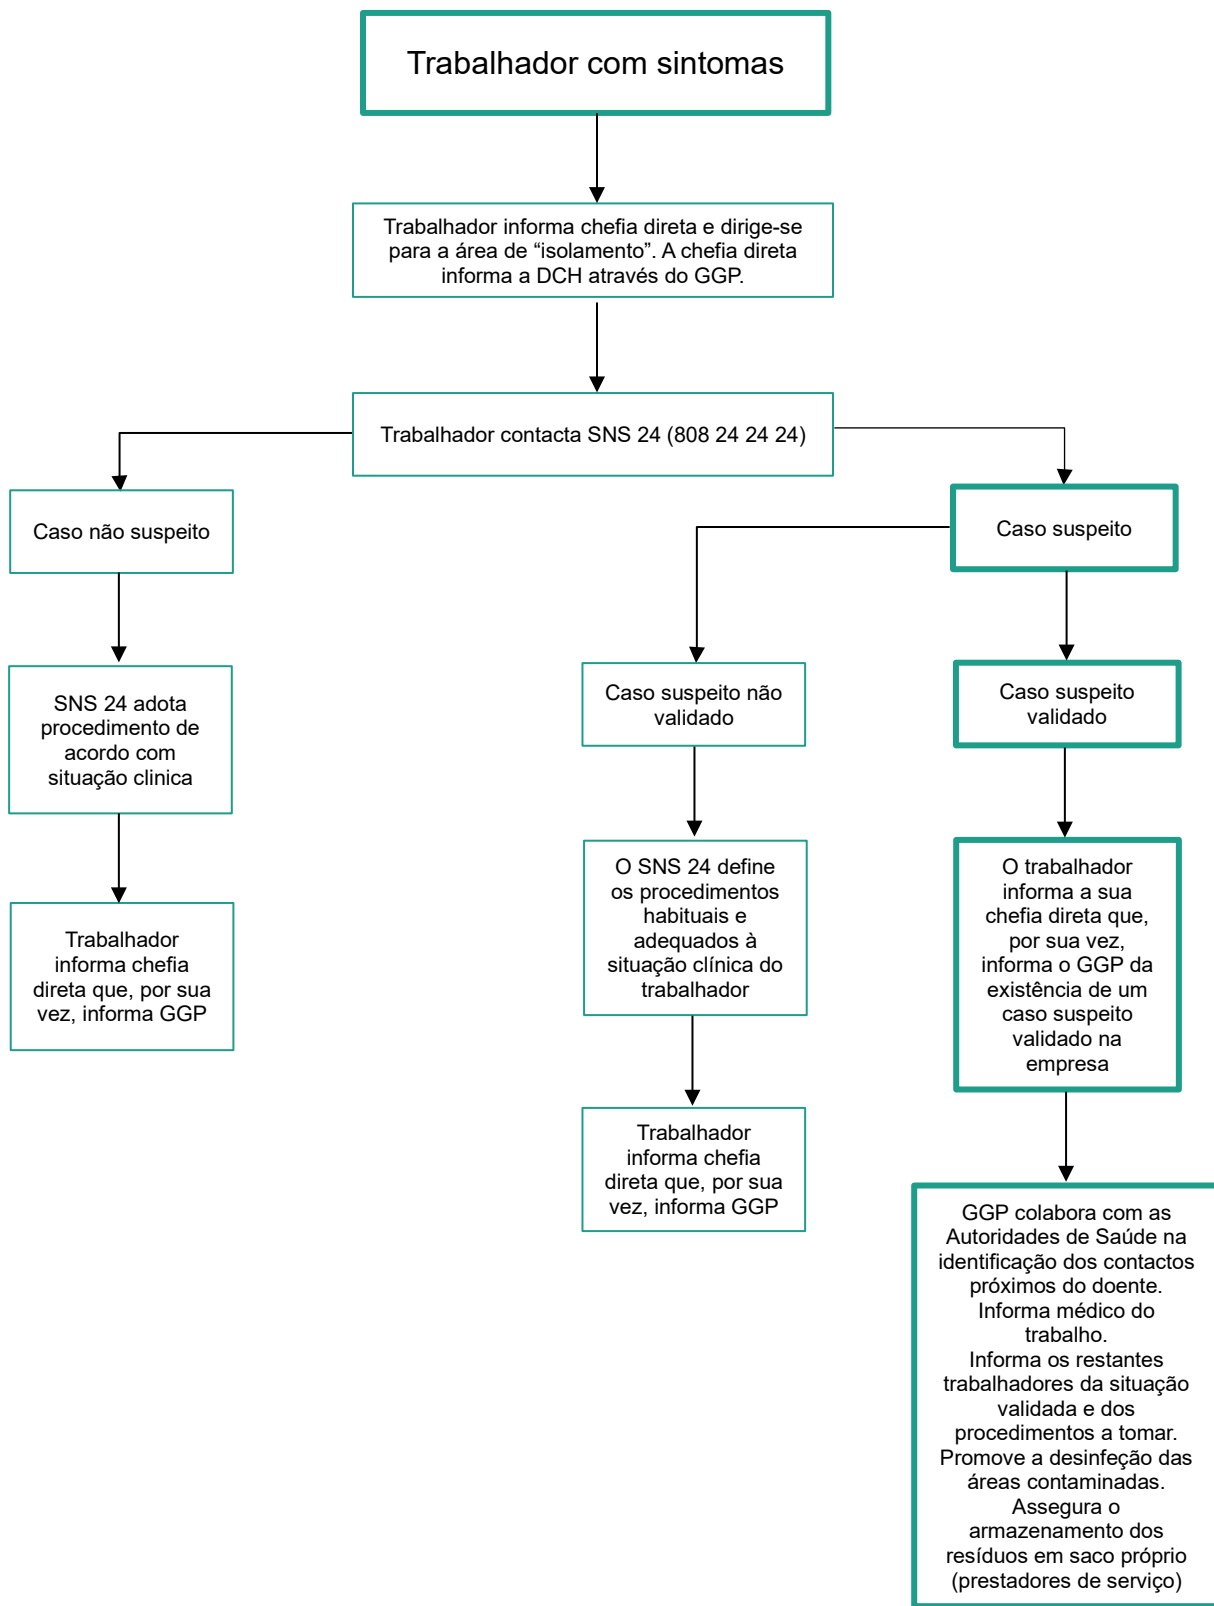 Trabalhador com sintomas
Trabalhador informa chefia direta e dirige-se
para a área de “isolamento”. A chefia direta
informa a DCH através do GGP.
Trabalhador contacta SNS 24 (808 24 24 24)
Caso não suspeito
Caso suspeito
SNS 24 adota
procedimento de
acordo com
situação clinica
Caso suspeito não
validado
Caso suspeito
validado
Trabalhador
informa chefia
direta que, por sua
vez, informa GGP
O SNS 24 define
os procedimentos
habituais e
adequados à
situação clínica do
trabalhador
O trabalhador
informa a sua
chefia direta que,
por sua vez,
informa o GGP da
existência de um
caso suspeito
validado na
empresa
Trabalhador
informa chefia
direta que, por sua
vez, informa GGP
GGP colabora com as
Autoridades de Saúde na
identificação dos contactos
próximos do doente.
Informa médico do
trabalho.
Informa os restantes
trabalhadores da situação
validada e dos
procedimentos a tomar.
Promove a desinfeção das
áreas contaminadas.
Assegura o
armazenamento dos
resíduos em saco próprio
(prestadores de serviço)